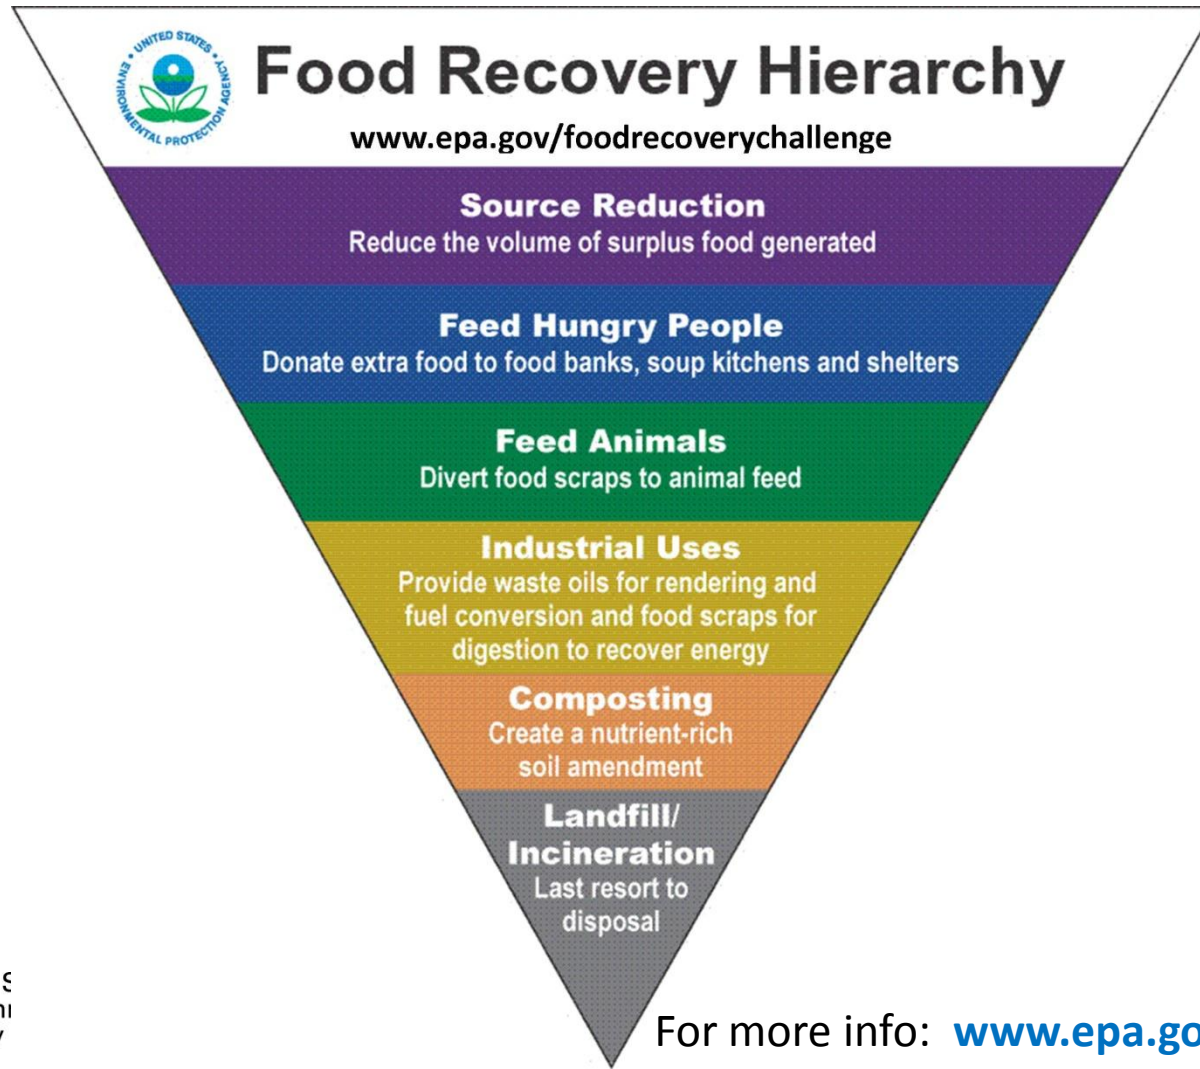 UNITED STATES
ENVIRONMENTAL PROTECTION AGENCY
Food Recovery Hierarchy
www.epa.gov/foodrecoverychallenge
Source Reduction
Reduce the volume of surplus food generated
Feed Hungry People
Donate extra food to food banks, soup kitchens and shelters
Feed Animals
Divert food scraps to animal feed
Industrial Uses
Provide waste oils for rendering and
fuel conversion and food scraps for
digestion to recover energy
Composting
Create a nutrient-rich
soil amendment
Landfill/
Incineration
Last resort to
disposal
For more info: www.epa.go